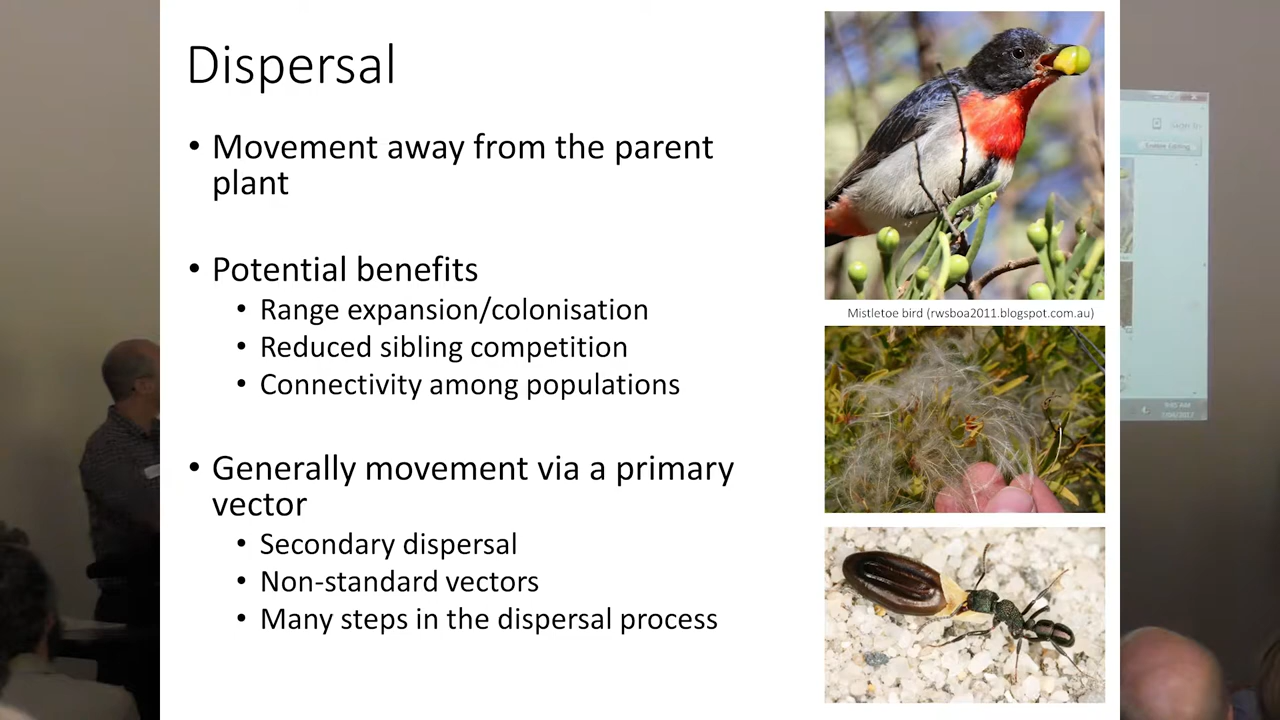 Dispersal
• Movement away from the parent
plant
• Potential benefits
• Range expansion/colonisation
• Reduced sibling competition
• Connectivity among populations
• Generally movement via a primary
vector
• Secondary dispersal
• Non-standard vectors
• Many steps in the dispersal process
Mistletoe bird (rwsboa2011.blogspot.com.au)